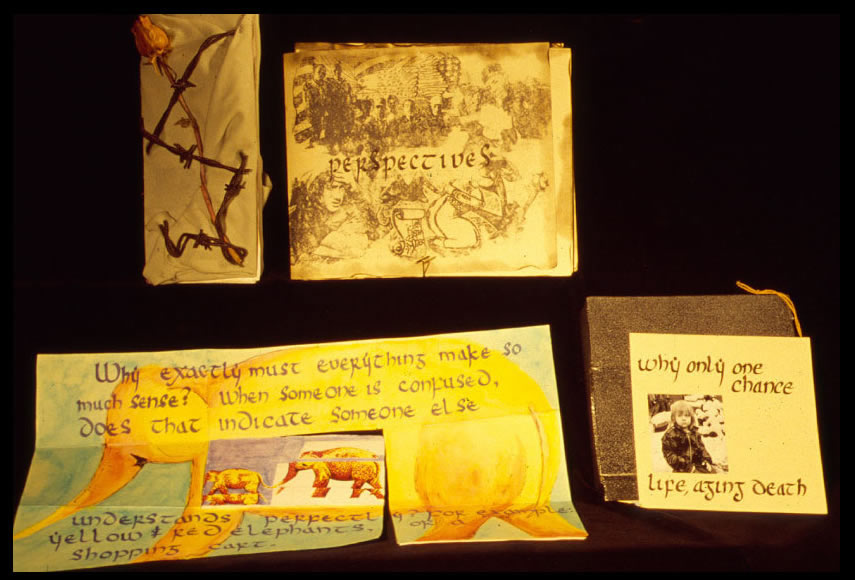 PERSPECTIVES
Why exactly must everything make so
much sense? When someone is confused,
does that indicate someone else
understands perfectly? For example:
yellow & red elephants. or a
shopping cart.
why only one
chance
life, aging death